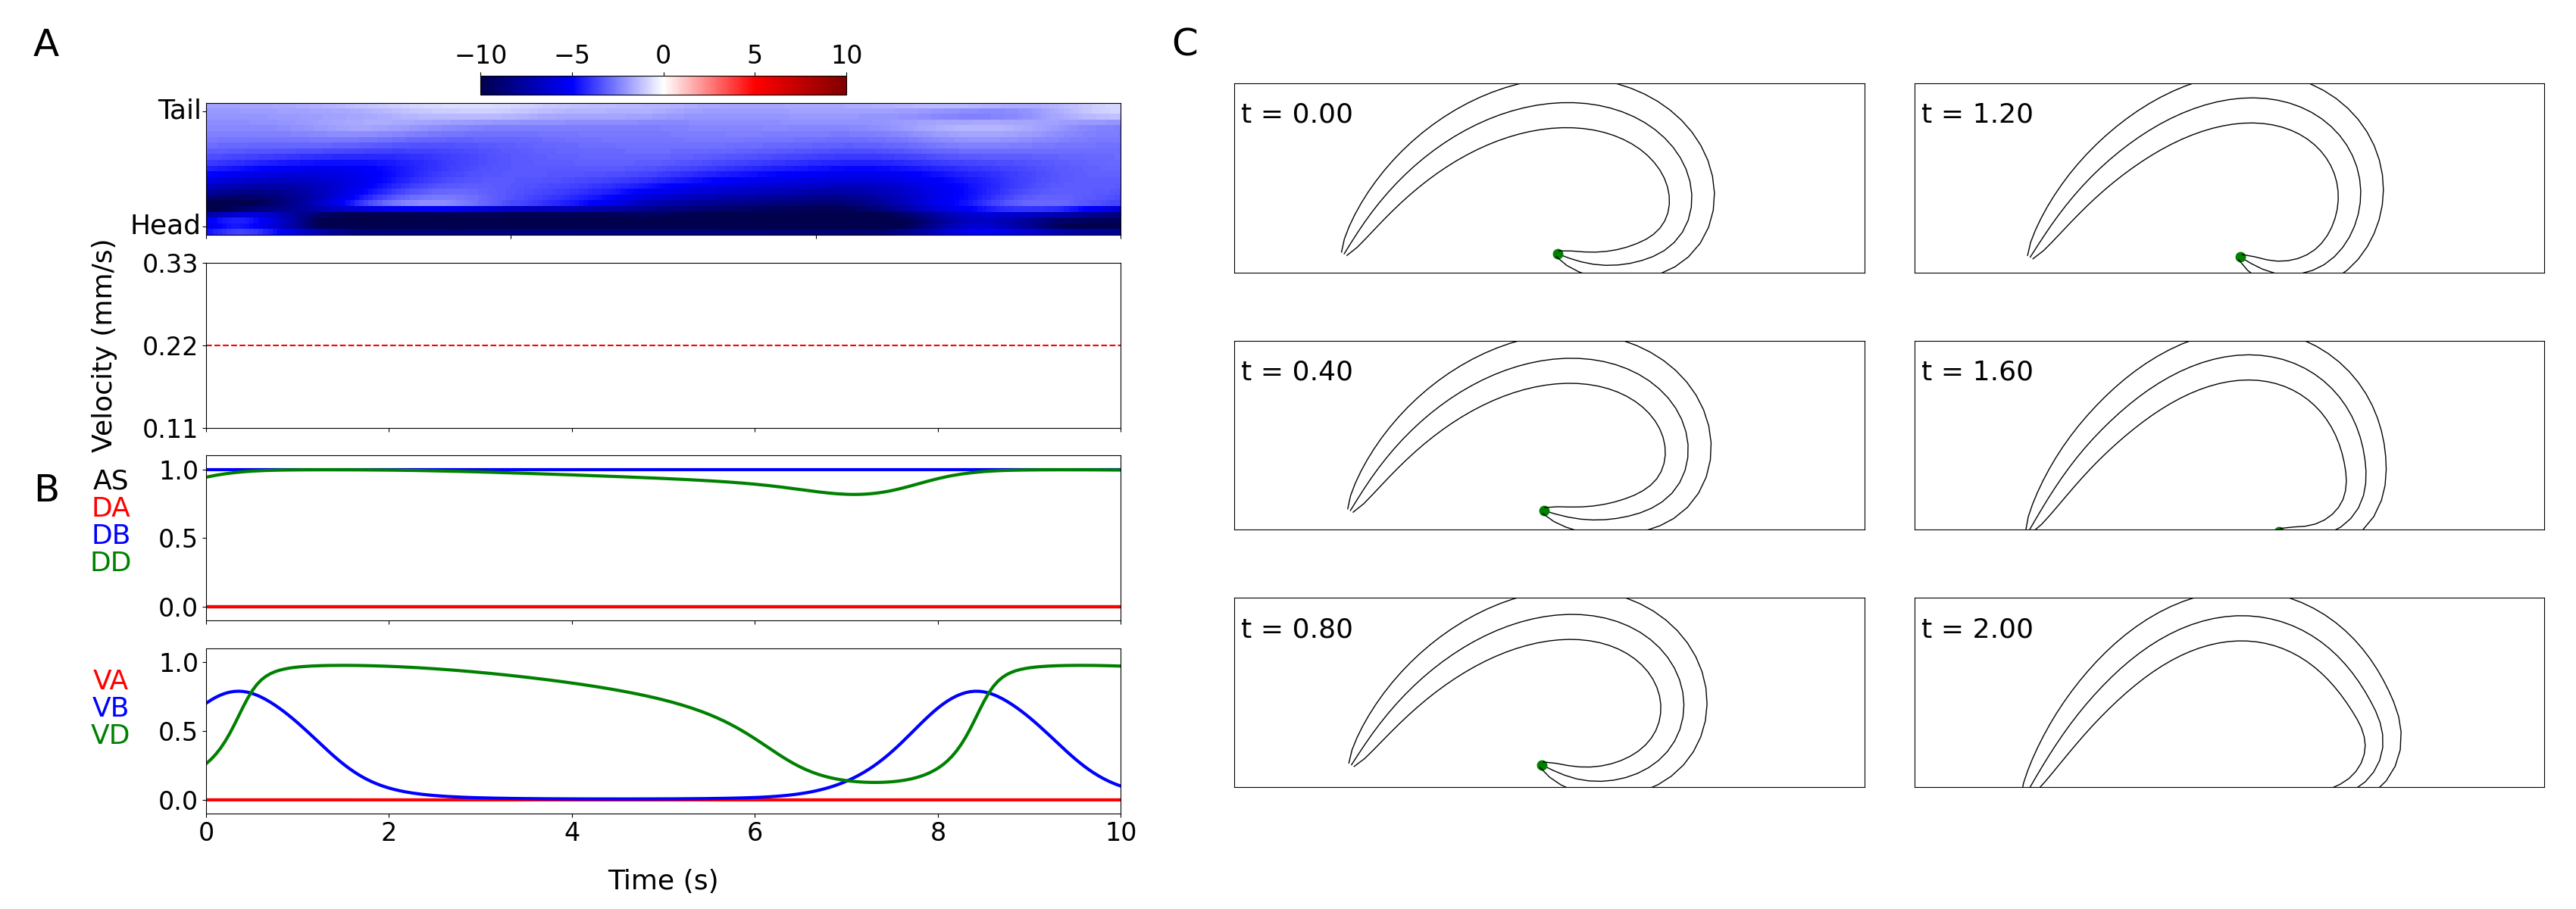 A
−10 −5 0 5 10
Tail
Head
Velocity (mm/s)
0.33
0.22
0.11
B
AS
DA
DB
DD
1.0
0.5
0.0
VA
VB
VD
1.0
0.5
0.0
0 2 4 6 8 10
Time (s)
C
t = 0.00
t = 1.20
t = 0.40
t = 1.60
t = 0.80
t = 2.00